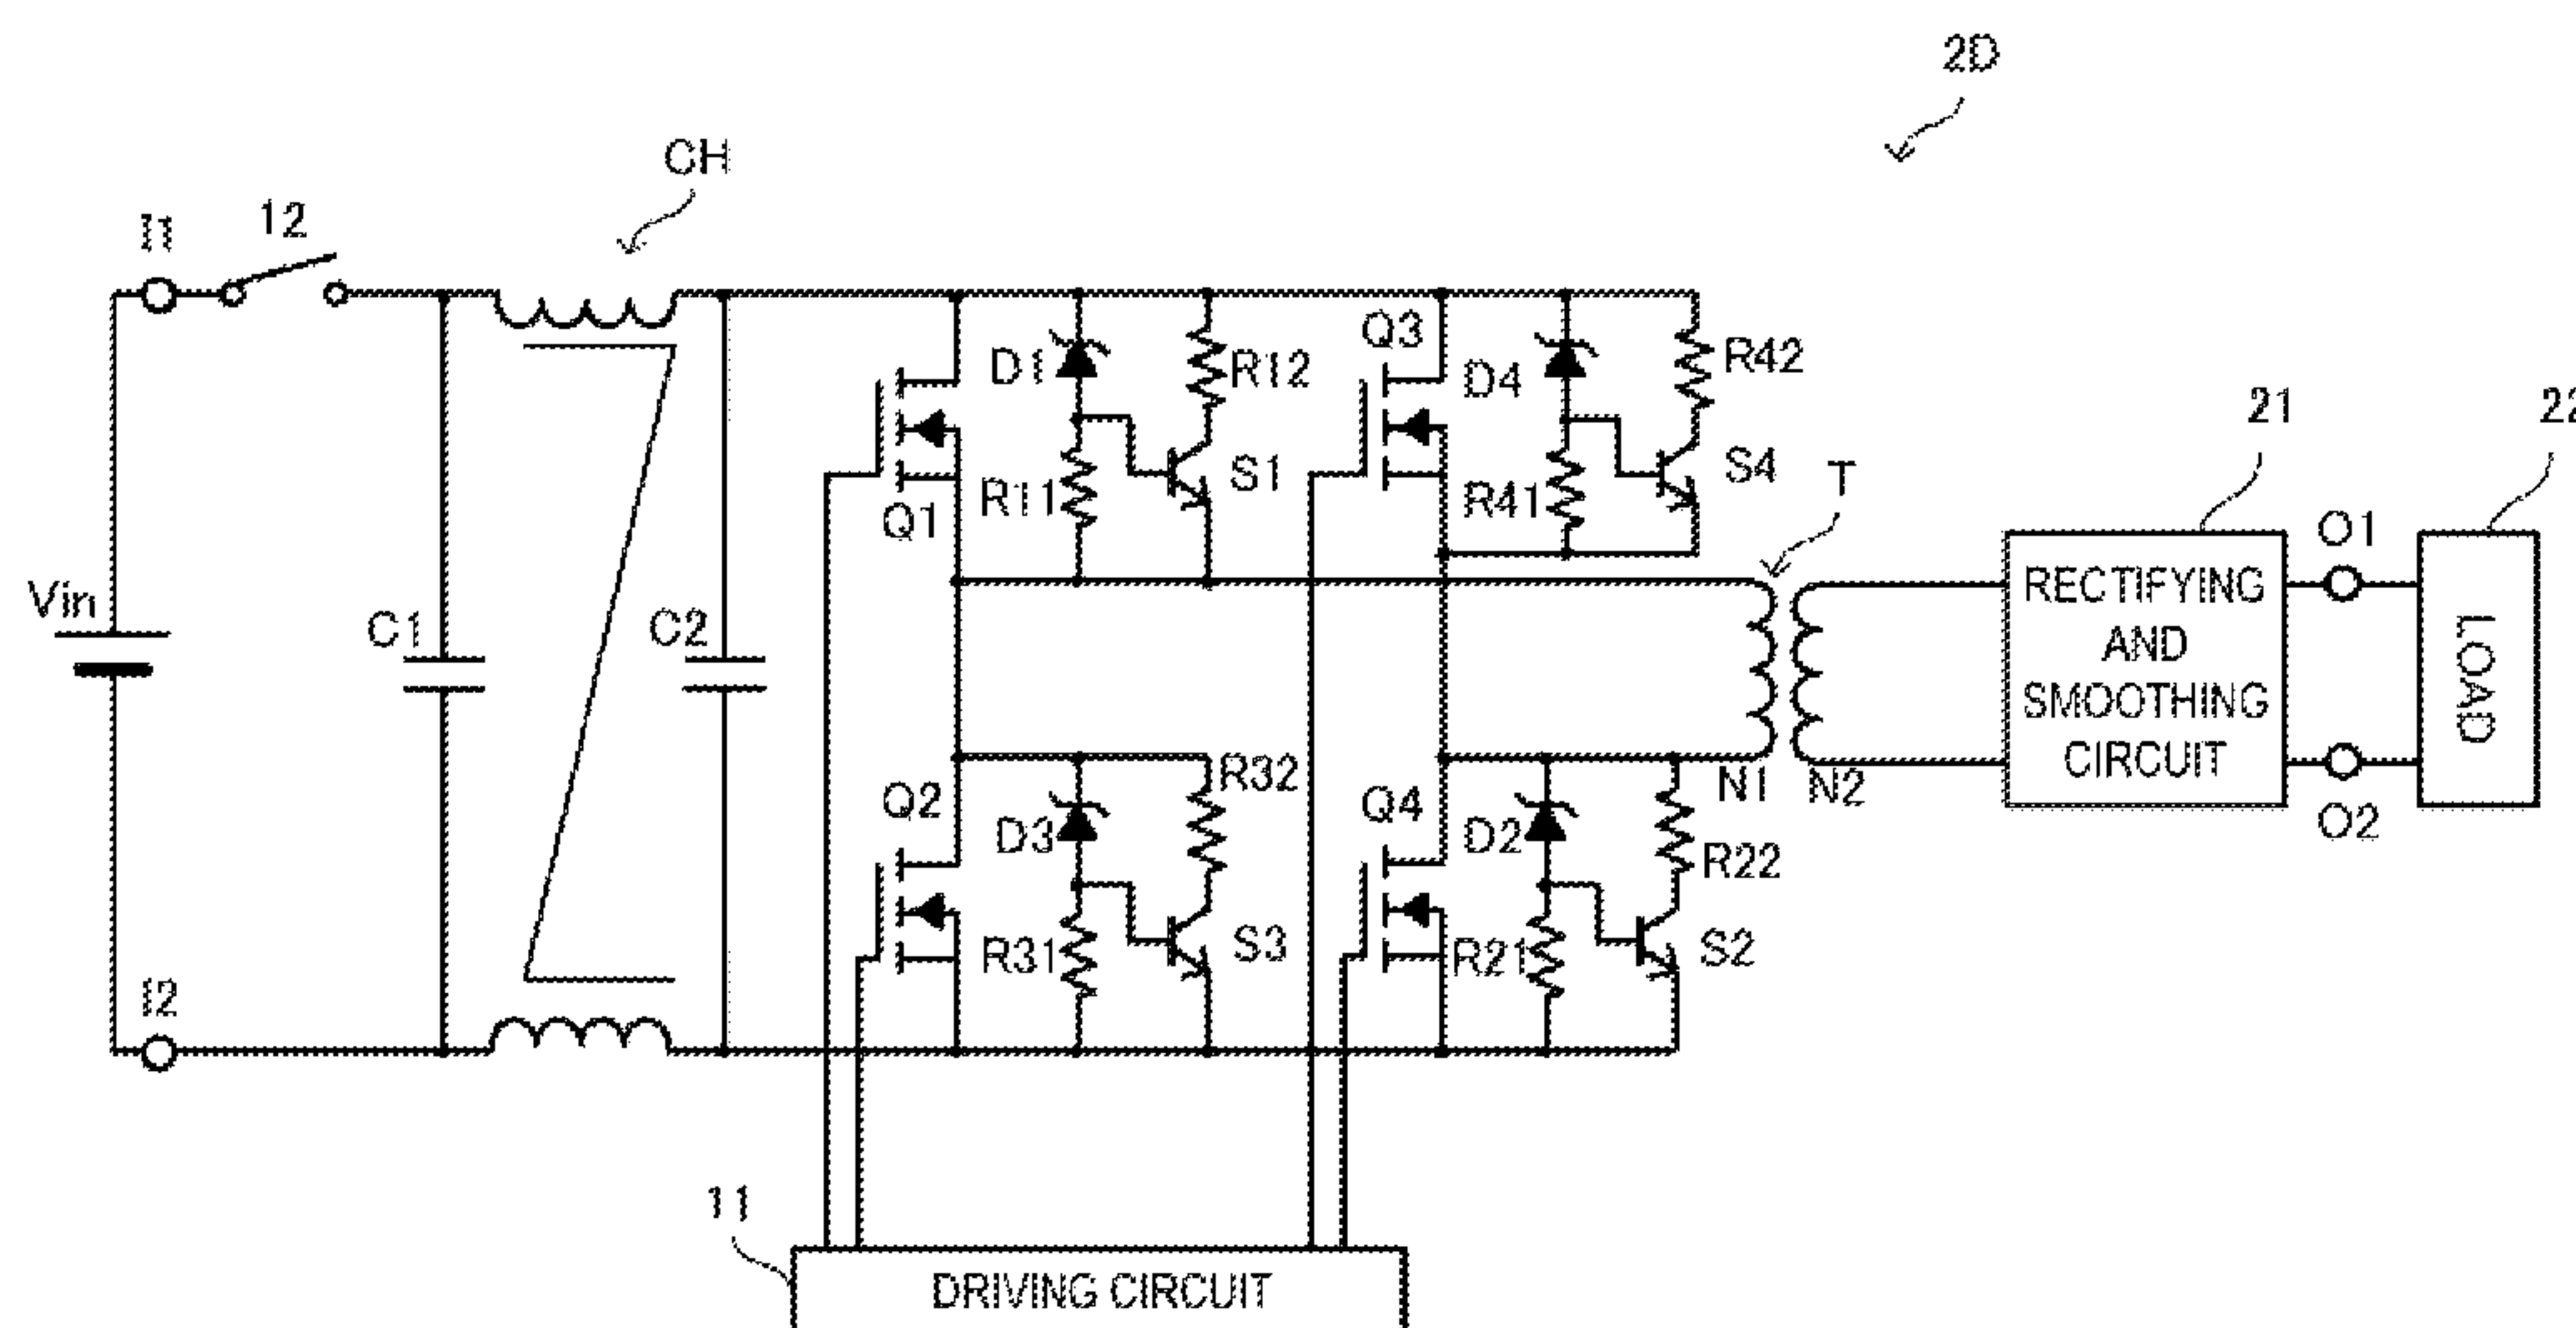 2D
CH
I1
12
Q3
D1
R12
D4
R42
21
R11
S1
R41
S4
T
Q1
O1
Vin
C1
C2
RECTIFYING
AND
SMOOTHING
CIRCUIT
LOAD
Q2
R32
Q4
N1
N2
D3
D2
R22
O2
R31
S3
R21
S2
I2
11
DRIVING CIRCUIT